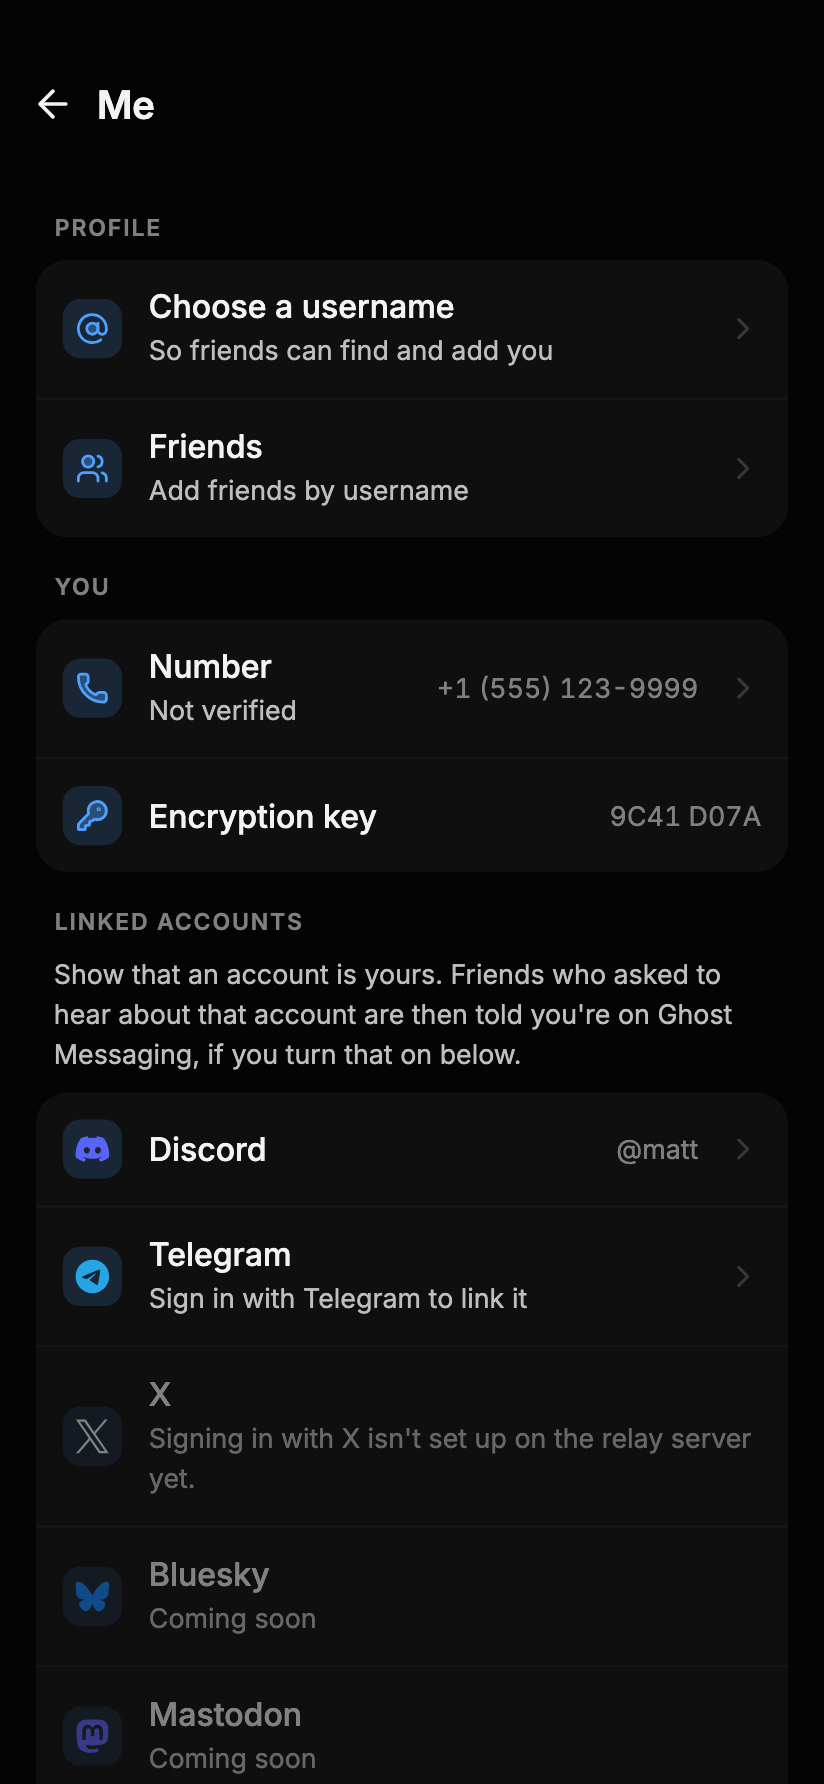 Me
PROFILE
Choose a username
So friends can find and add you
Friends
Add friends by username
YOU
Number
Not verified
+1 (555) 123-9999
Encryption key
9C41 D07A
LINKED ACCOUNTS
Show that an account is yours. Friends who asked to
hear about that account are then told you're on Ghost
Messaging, if you turn that on below.
Discord
@matt
Telegram
Sign in with Telegram to link it
X
Signing in with X isn't set up on the relay server
yet.
Bluesky
Coming soon
Mastodon
Coming soon